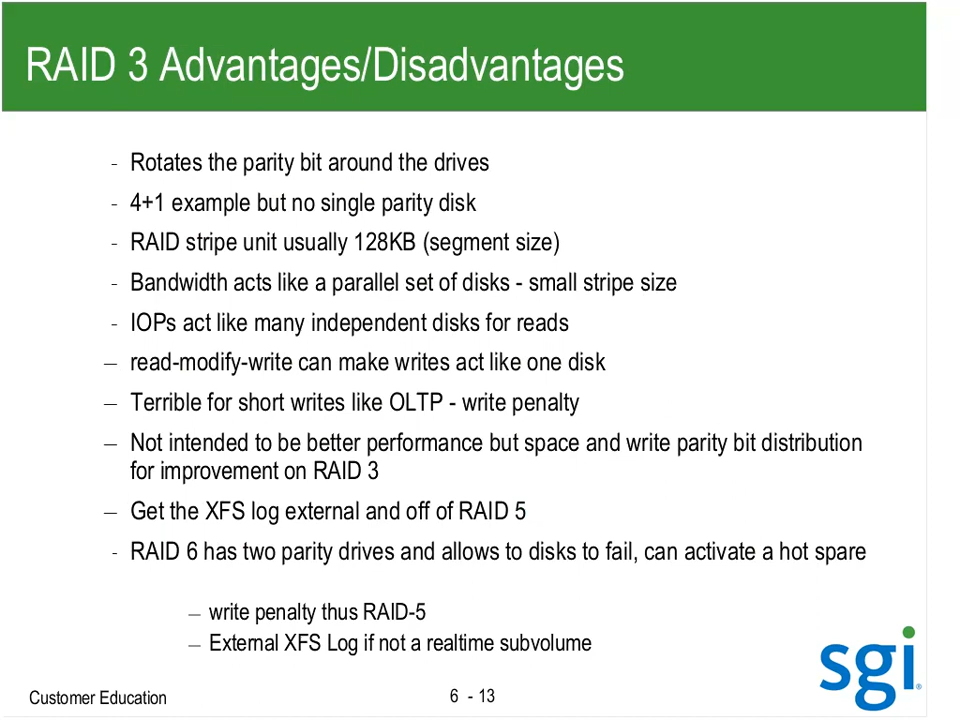 RAID 3 Advantages/Disadvantages
- Rotates the parity bit around the drives
- 4+1 example but no single parity disk
- RAID stripe unit usually 128KB (segment size)
- Bandwidth acts like a parallel set of disks - small stripe size
- IOPs act like many independent disks for reads
– read-modify-write can make writes act like one disk
– Terrible for short writes like OLTP - write penalty
– Not intended to be better performance but space and write parity bit distribution
for improvement on RAID 3
– Get the XFS log external and off of RAID 5
- RAID 6 has two parity drives and allows to disks to fail, can activate a hot spare
– write penalty thus RAID-5
– External XFS Log if not a realtime subvolume
sgi®
Customer Education
6 - 13